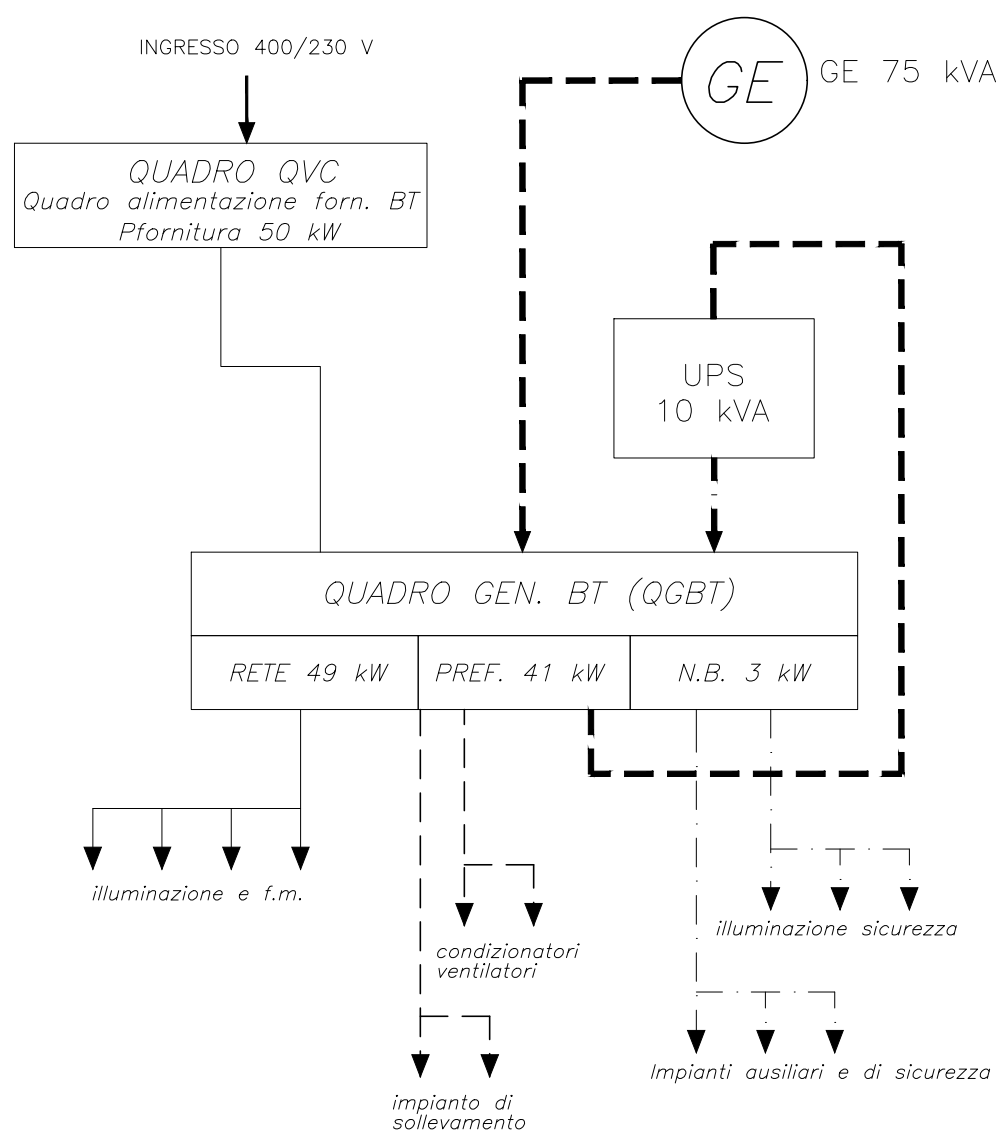 INGRESSO 400/230 V
GE
GE 75 kVA
QUADRO QVC
Quadro alimentazione forn. BT
Pfornitura 50 kW
UPS
10 kVA
QUADRO GEN. BT (QGBT)
RETE 49 kW
PREF. 41 kW
N.B. 3 kW
illuminazione e f.m.
condizionatori
ventilatori
illuminazione sicurezza
impianto di
sollevamento
Impianti ausiliari e di sicurezza